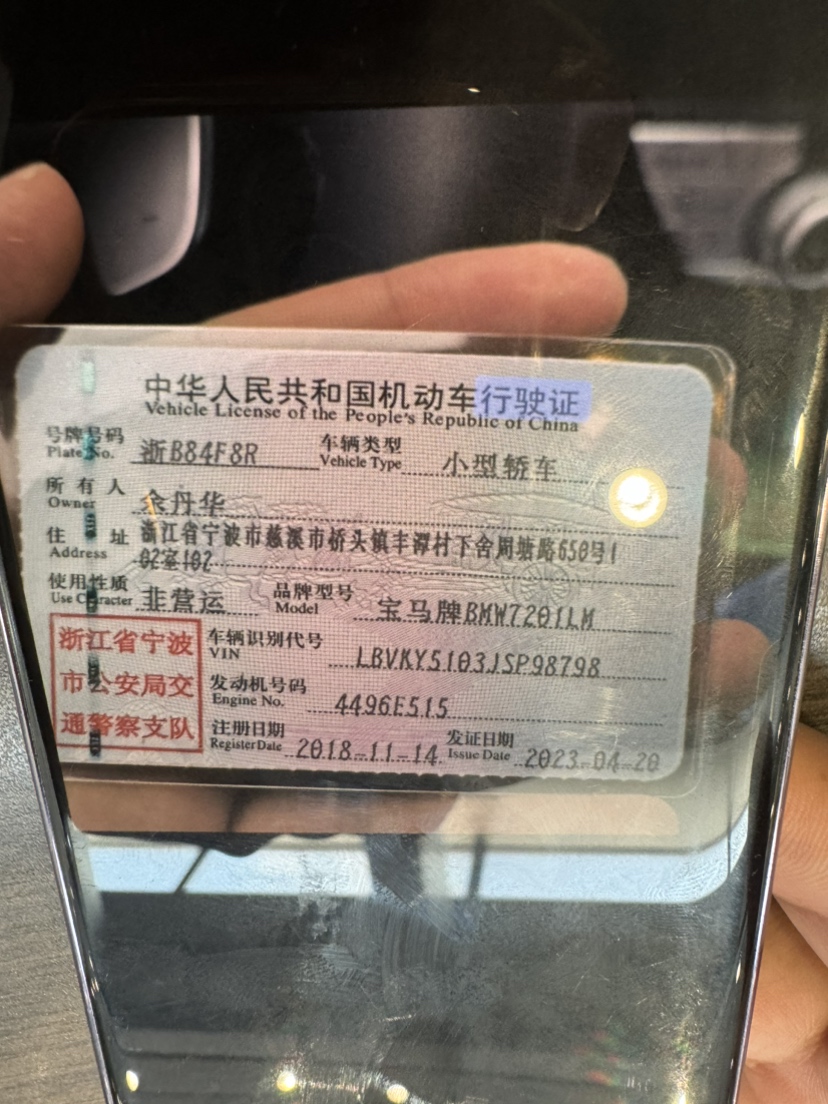 中华人民共和国机动车行驶证
Vehicle License of the People's Republic of China
号牌号码 浙B84F8R 车辆类型 小型轿车
Plate No. Vehicle Type
所有人 余丹华
Owner
住址 浙江省宁波市慈溪市桥头镇丰潭村下舍周塘路650号1
Address 02室102
使用性质 非营运 品牌型号 宝马牌BMW7201LM
Use Character Model
浙江省宁波
市公安局交
通警察支队
车辆识别代号 LBVKY5103JSP98798
VIN
发动机号码 4496E515
Engine No.
注册日期 2018-11-14 发证日期 2023-04-20
Register Date Issue Date